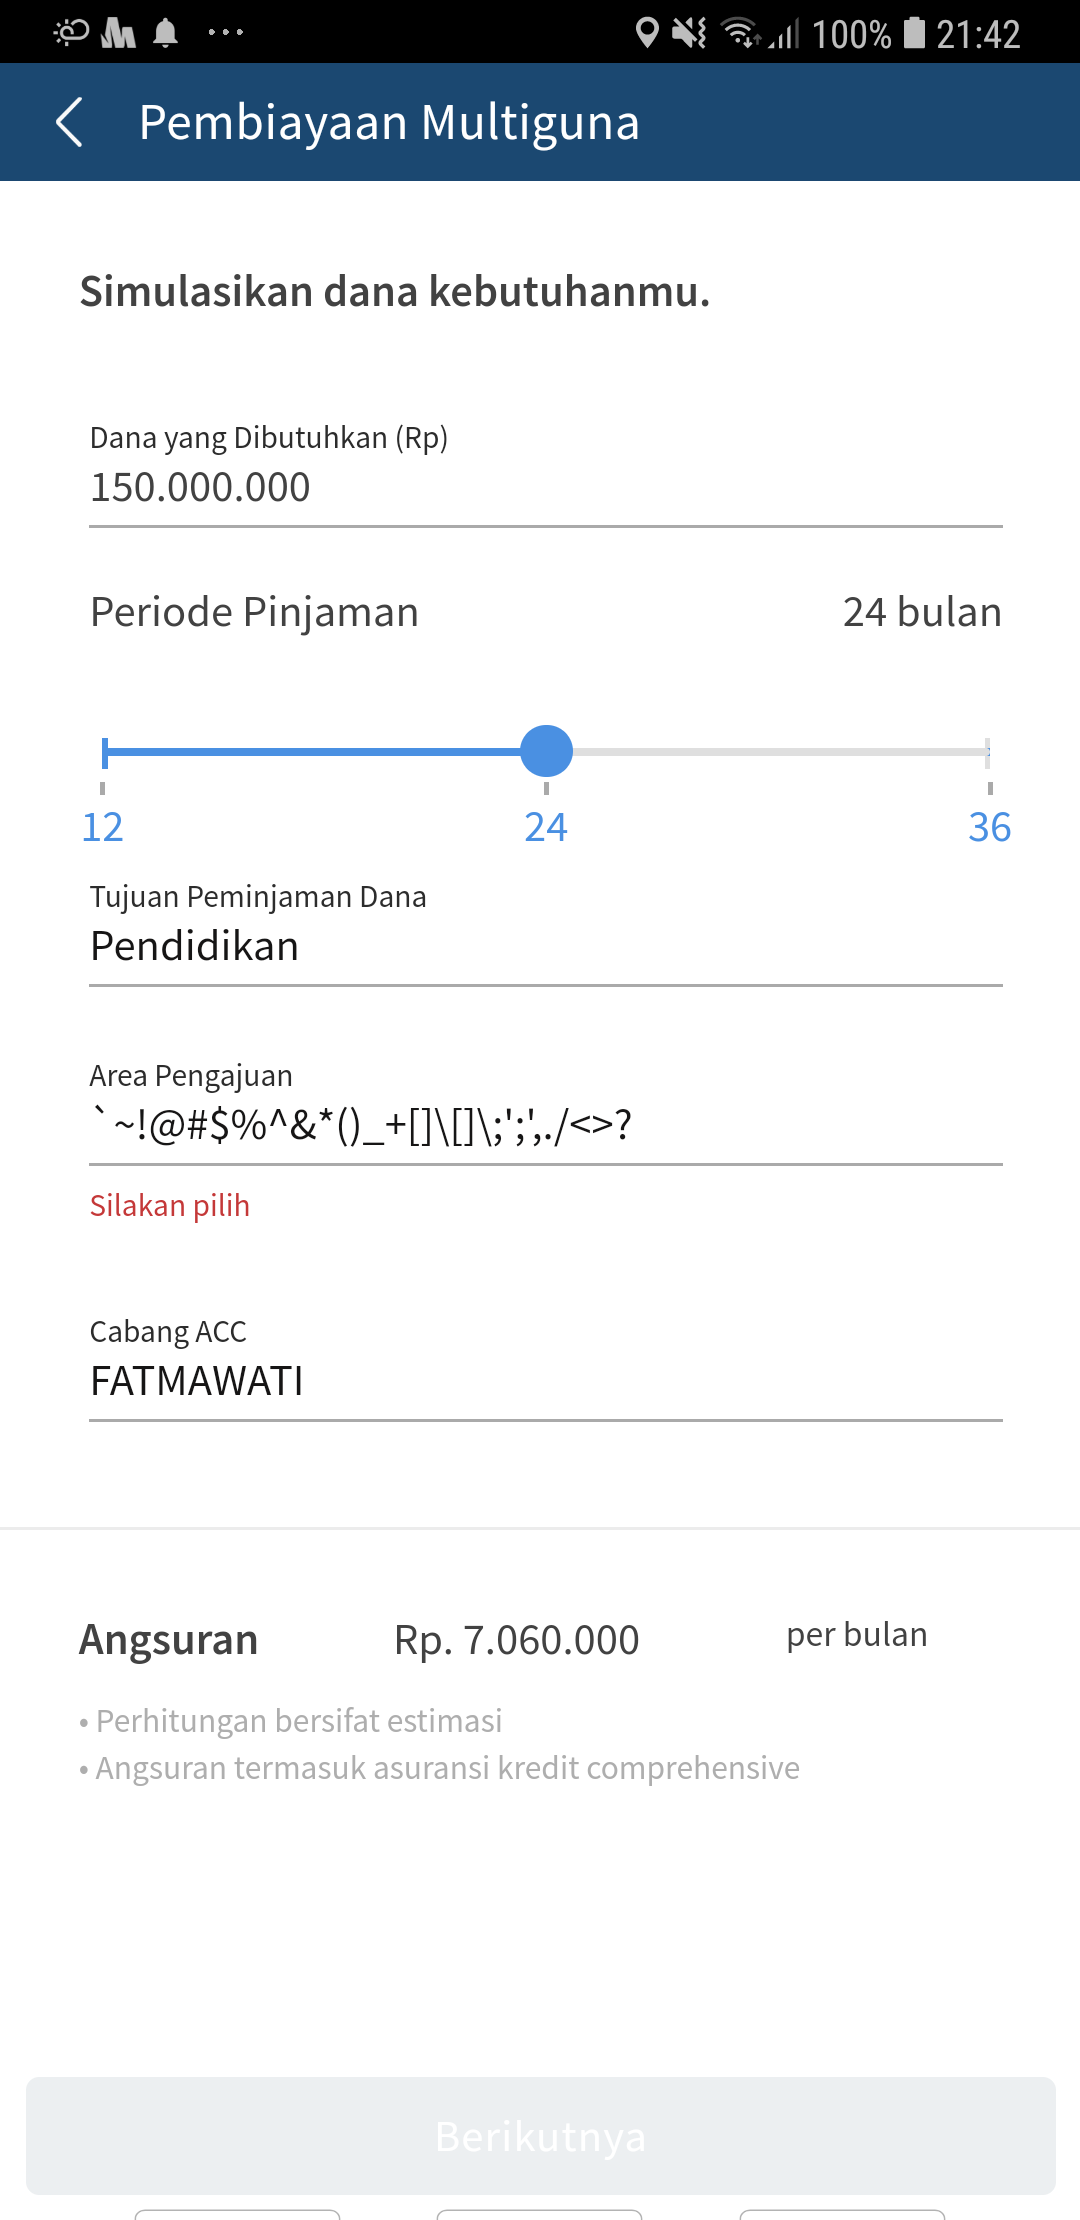 100% 21:42
Pembiayaan Multiguna
Simulasikan dana kebutuhanmu.
Dana yang Dibutuhkan (Rp)
150.000.000
Periode Pinjaman 24 bulan
12 24 36
Tujuan Peminjaman Dana
Pendidikan
Area Pengajuan
`~!@#$%^&*()_+[]\[]\;';',./<>?
Silakan pilih
Cabang ACC
FATMAWATI
Angsuran Rp. 7.060.000 per bulan
• Perhitungan bersifat estimasi
• Angsuran termasuk asuransi kredit comprehensive
Berikutnya